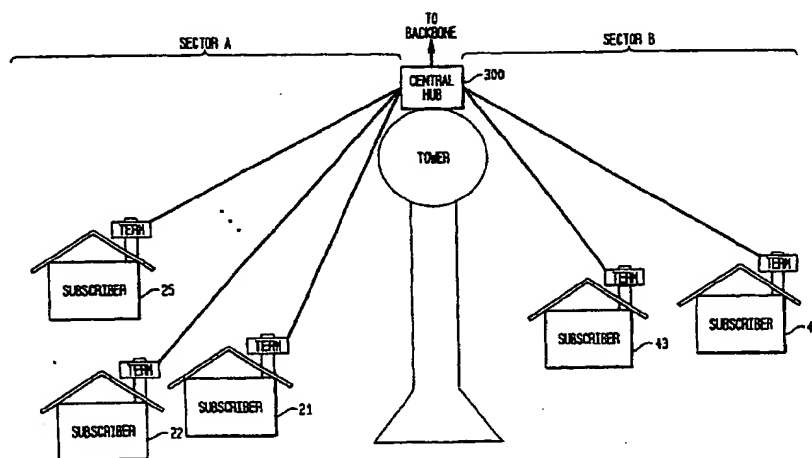 TO
BACKBONE
SECTOR A
SECTOR B
CENTRAL
HUB
300
TOWER
TERM
SUBSCRIBER
25
TERM
SUBSCRIBER
22
TERM
SUBSCRIBER
21
TERM
SUBSCRIBER
43
TERM
SUBSCRIBER